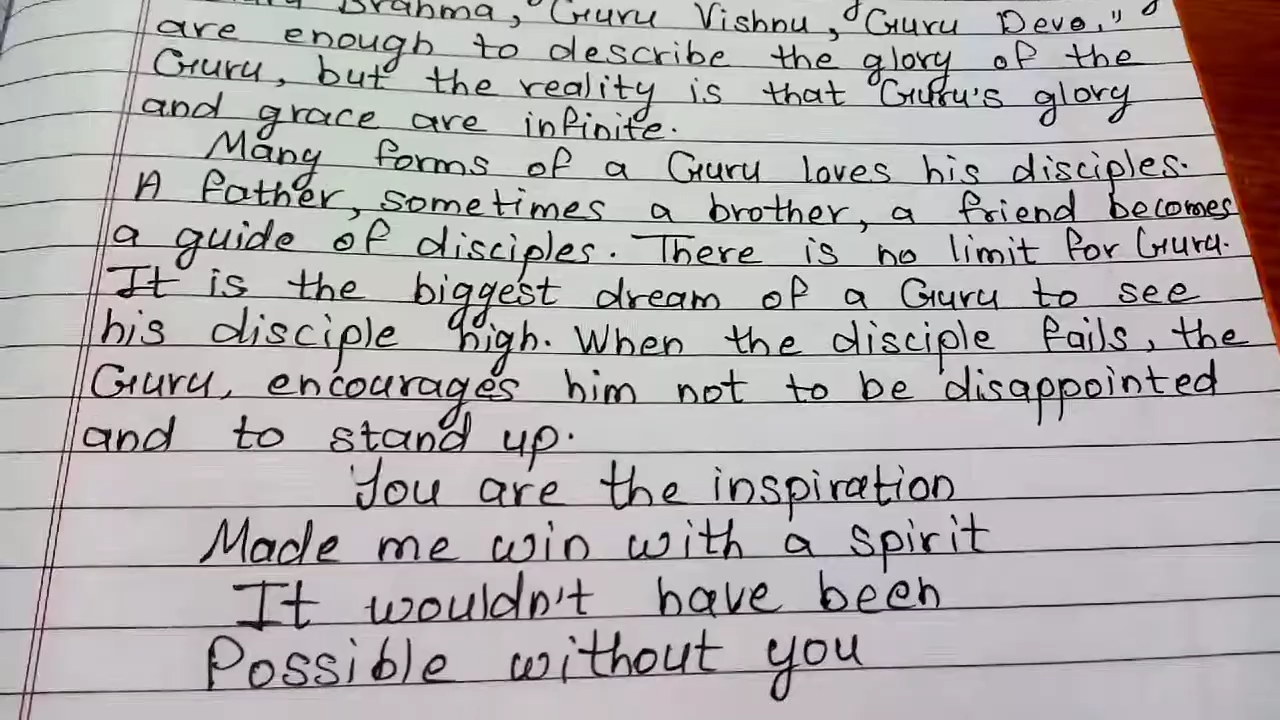 Brahma, Guru Vishnu, "Guru Devo,"
are enough to describe the glory of the
Guru, but the reality is that Guru's glory
and grace are infinite.
Many forms of a Guru loves his disciples.
A father, sometimes a brother, a friend becomes
a guide of disciples. There is no limit for Guru.
It is the biggest dream of a Guru to see
his disciple high. When the disciple fails, the
Guru, encourages him not to be disappointed
and to stand up.
You are the inspiration
Made me win with a spirit
It wouldn't have been
Possible without you